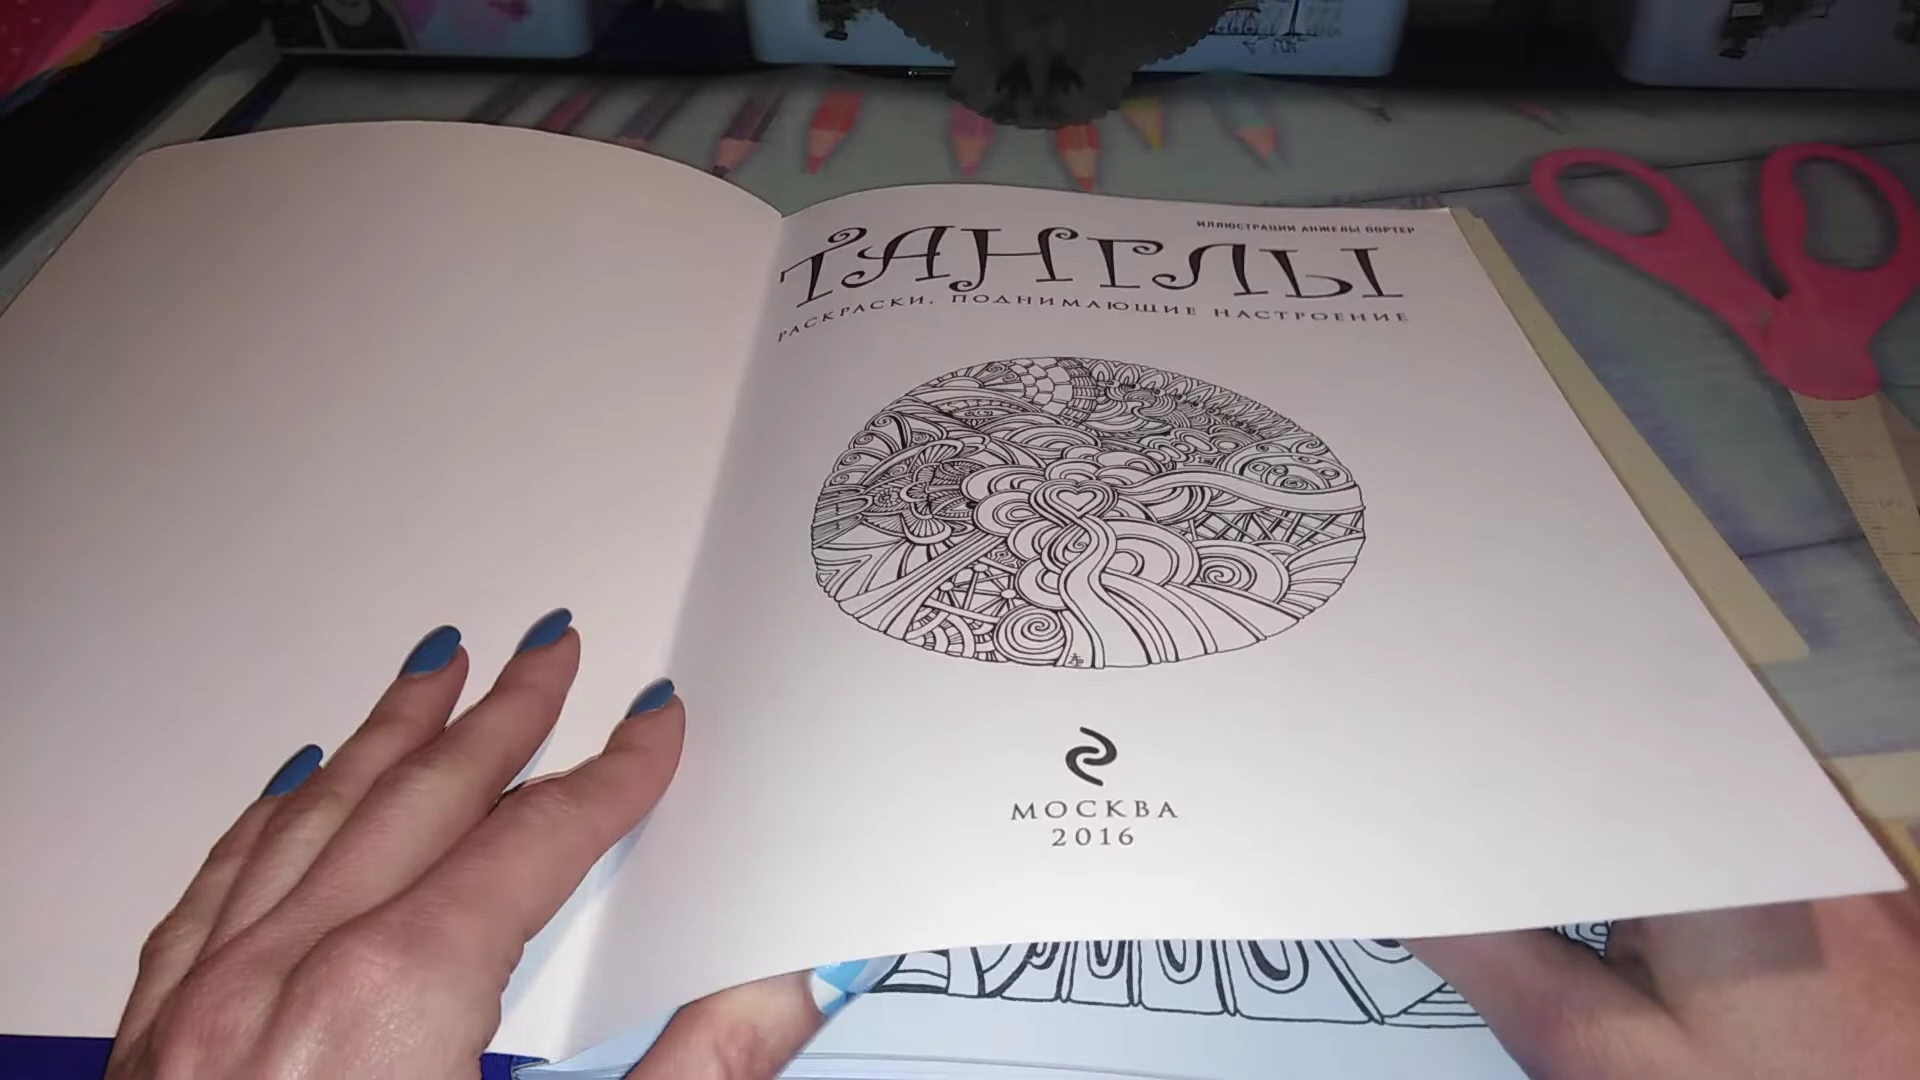 ИЛЛЮСТРАЦИИ АНЖЕЛЫ ПОРТЕР
ТАНГЛЫ
РАСКРАСКИ, ПОДНИМАЮЩИЕ НАСТРОЕНИЕ
МОСКВА
2016